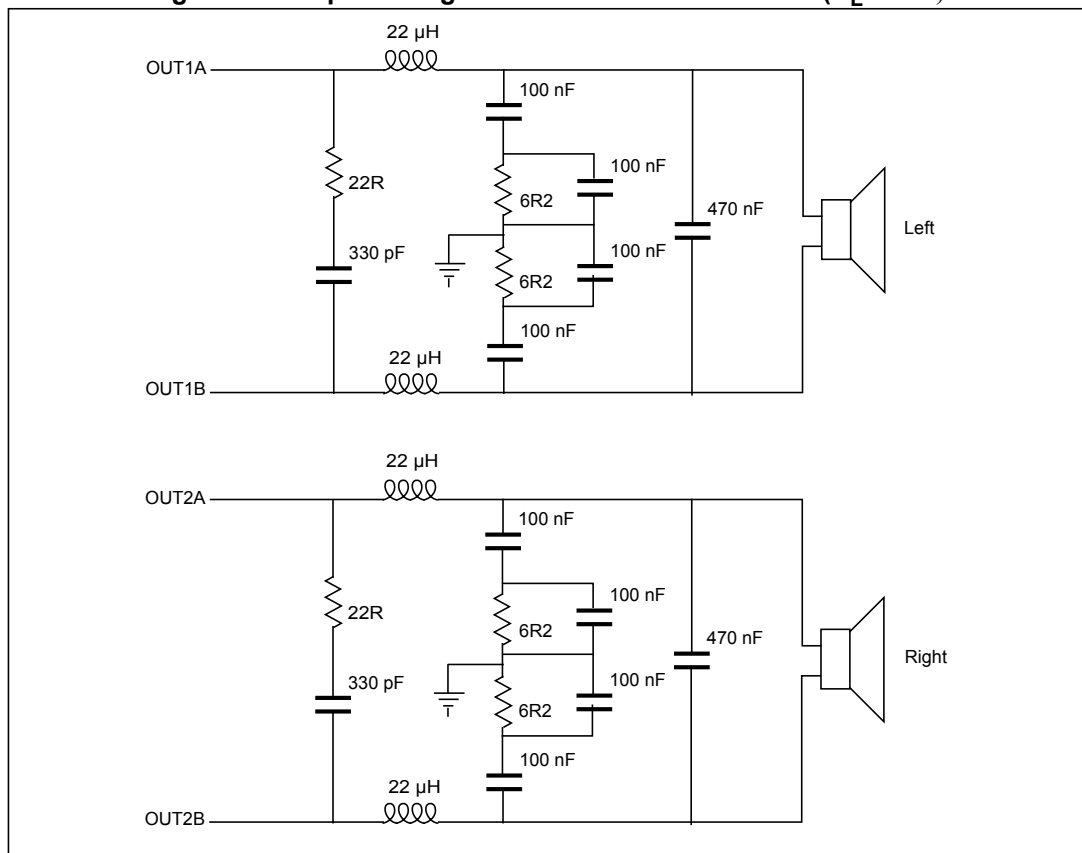 22 µH
OUT1A
100 nF
100 nF
22R
6R2
470 nF
Left
330 pF
100 nF
6R2
100 nF
22 µH
OUT1B
22 µH
OUT2A
100 nF
100 nF
22R
6R2
470 nF
Right
330 pF
100 nF
6R2
100 nF
22 µH
OUT2B